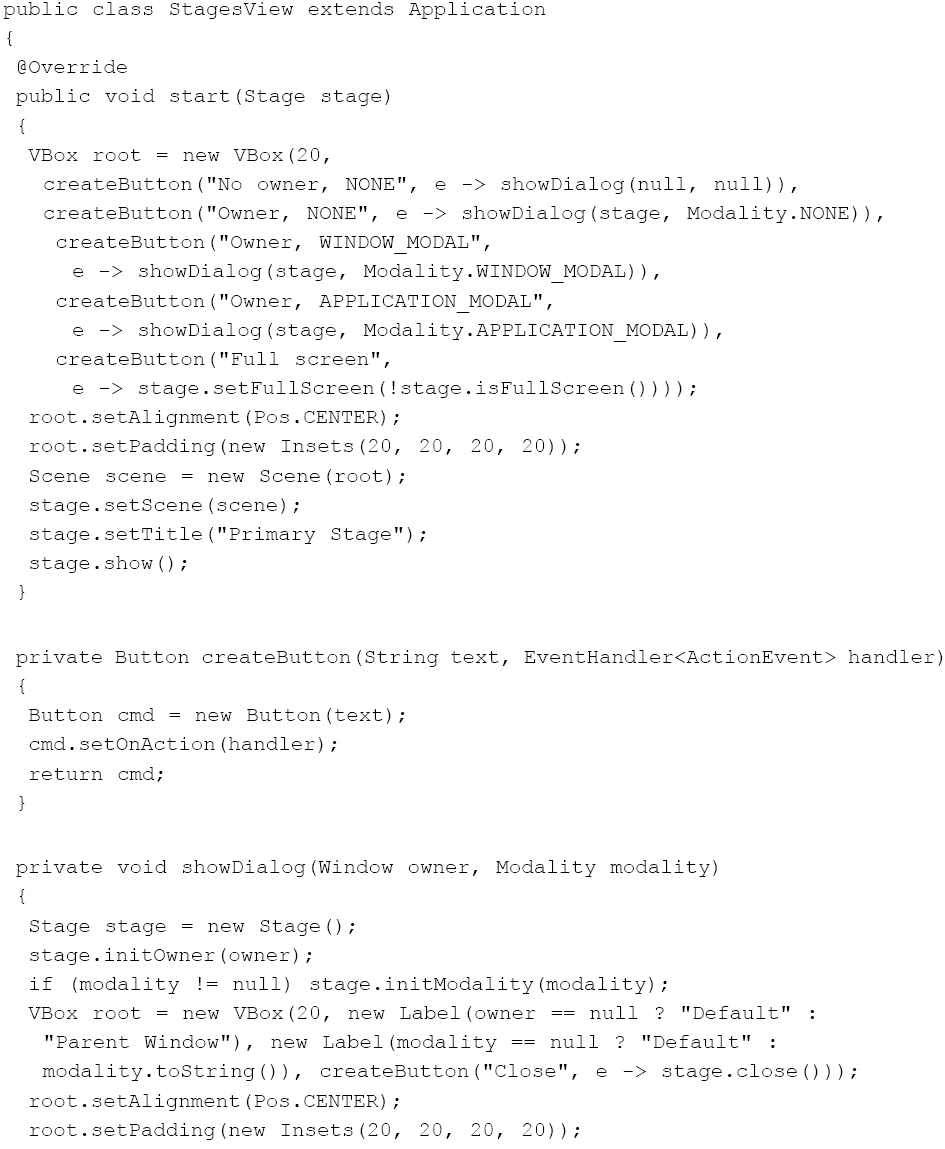 public class StagesView extends Application
{
@Override
public void start(Stage stage)
{
VBox root = new VBox(20,
createButton("No owner, NONE", e -> showDialog(null, null)),
createButton("Owner, NONE", e -> showDialog(stage, Modality.NONE)),
createButton("Owner, WINDOW_MODAL",
e -> showDialog(stage, Modality.WINDOW_MODAL)),
createButton("Owner, APPLICATION_MODAL",
e -> showDialog(stage, Modality.APPLICATION_MODAL)),
createButton("Full screen",
e -> stage.setFullScreen(!stage.isFullScreen())));
root.setAlignment(Pos.CENTER);
root.setPadding(new Insets(20, 20, 20, 20));
Scene scene = new Scene(root);
stage.setScene(scene);
stage.setTitle("Primary Stage");
stage.show();
}
private Button createButton(String text, EventHandler<ActionEvent> handler)
{
Button cmd = new Button(text);
cmd.setOnAction(handler);
return cmd;
}
private void showDialog(Window owner, Modality modality)
{
Stage stage = new Stage();
stage.initOwner(owner);
if (modality != null) stage.initModality(modality);
VBox root = new VBox(20, new Label(owner == null ? "Default" :
"Parent Window"), new Label(modality == null ? "Default" :
modality.toString()), createButton("Close", e -> stage.close()));
root.setAlignment(Pos.CENTER);
root.setPadding(new Insets(20, 20, 20, 20));